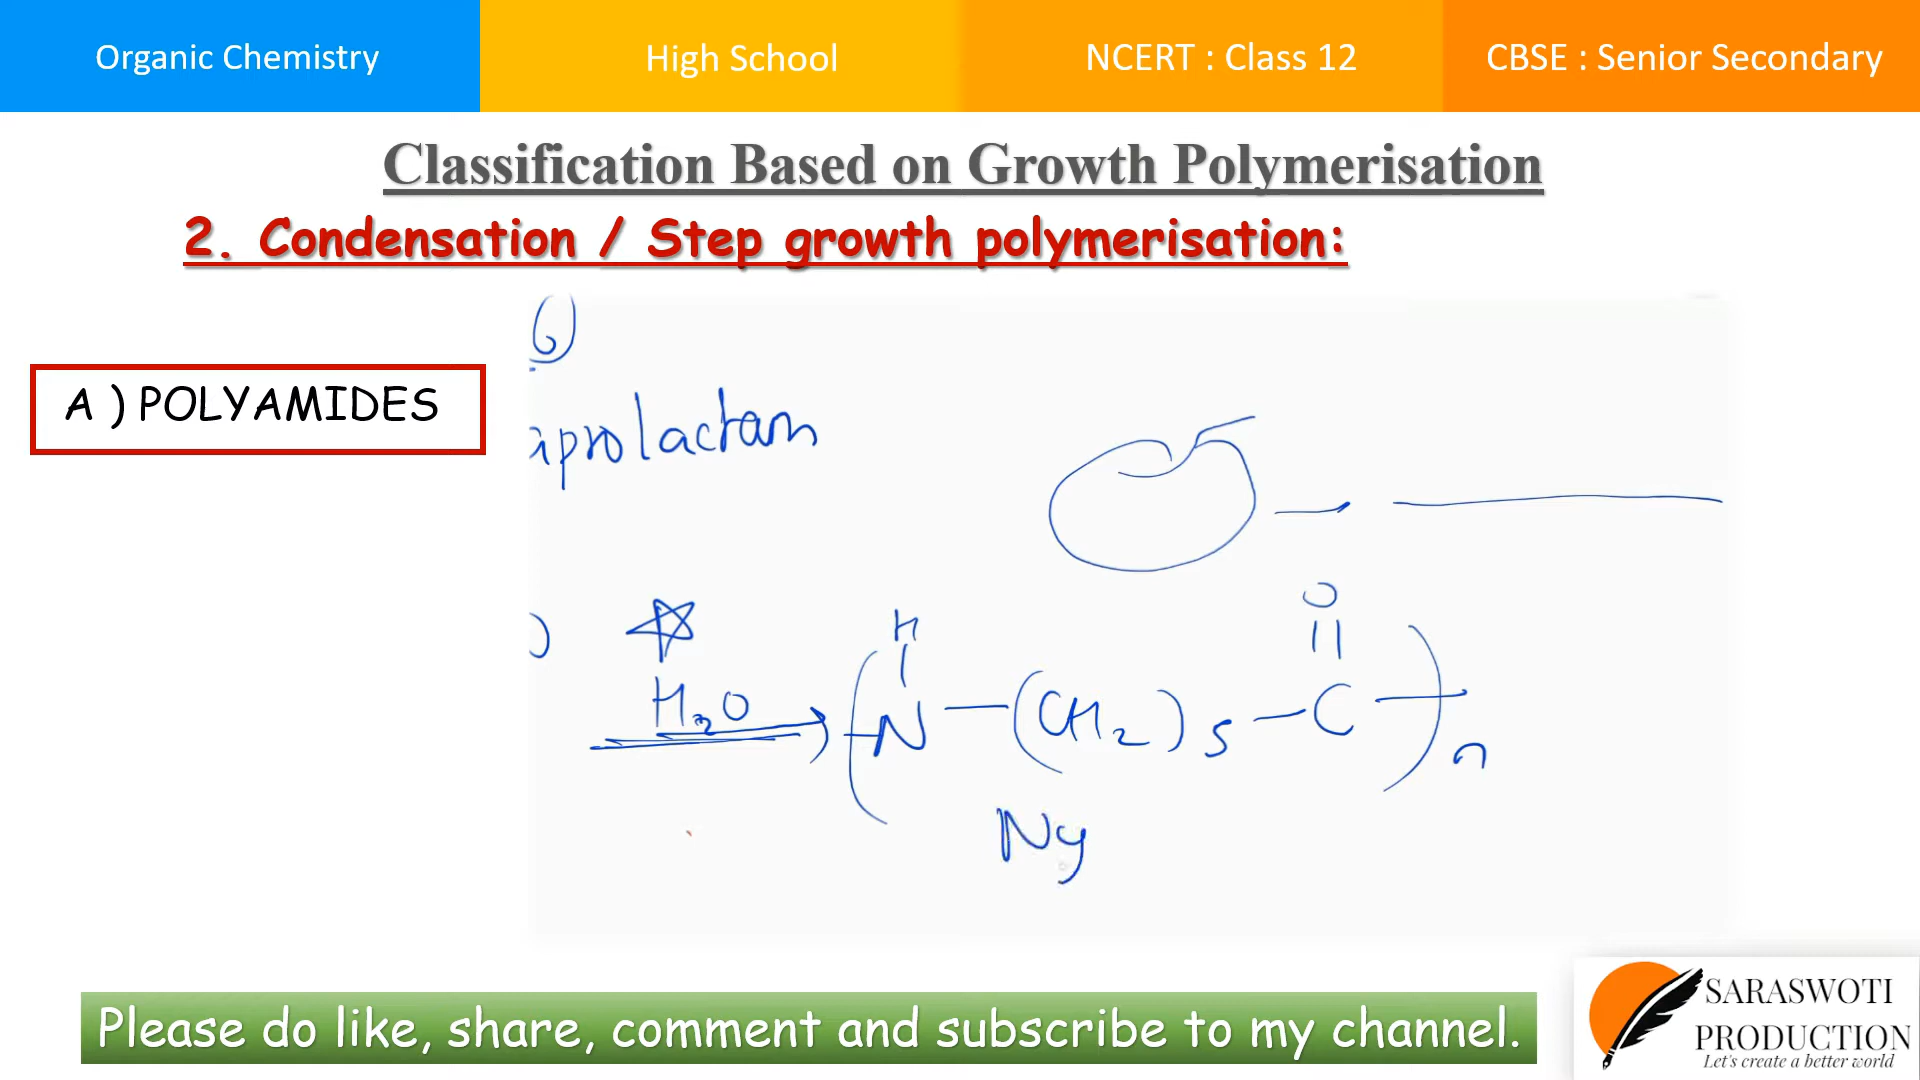 Organic Chemistry
High School
NCERT : Class 12
CBSE : Senior Secondary
Classification Based on Growth Polymerisation
2. Condensation / Step growth polymerisation:
6)
A ) POLYAMIDES
aprolactam
O
H
H₂O
(N—(CH₂)5—C)n
Ny
Please do like, share, comment and subscribe to my channel.
SARASWOTI
PRODUCTION
Let's create a better world